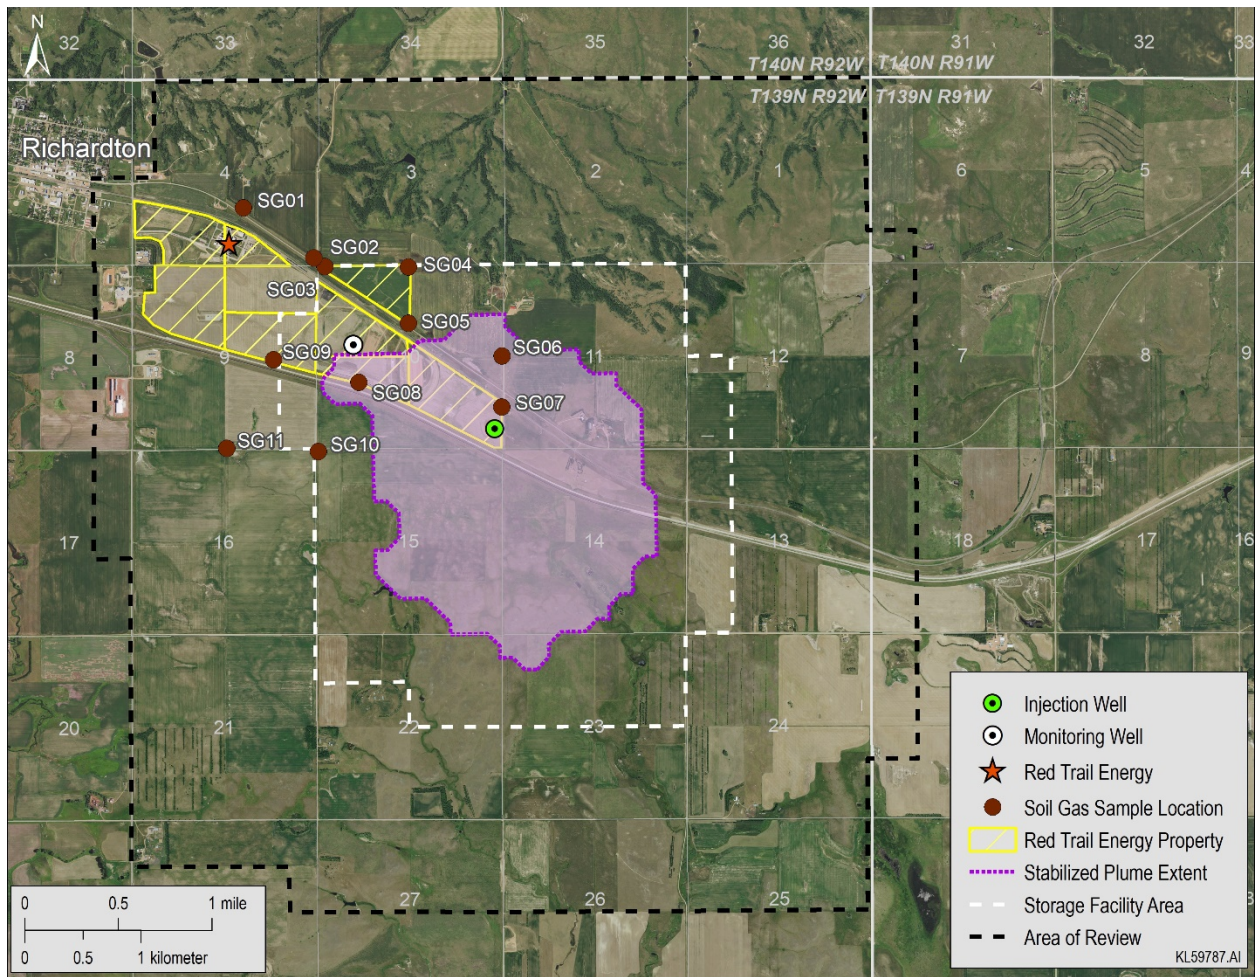 N
32
33
34
35
36
31
32
33
T140N R92W
T140N R91W
T139N R92W
T139N R91W
Richardton
4
3
2
1
6
5
4
SG01
SG02
SG04
SG03
SG05
8
9
SG09
SG06
11
12
7
8
9
SG08
SG07
SG11
SG10
17
16
15
14
18
17
16
20
21
22
23
24
27
26
25
Injection Well
Monitoring Well
Red Trail Energy
Soil Gas Sample Location
Red Trail Energy Property
Stabilized Plume Extent
Storage Facility Area
Area of Review
KL59787.AI
0 0.5 1 mile
0 0.5 1 kilometer